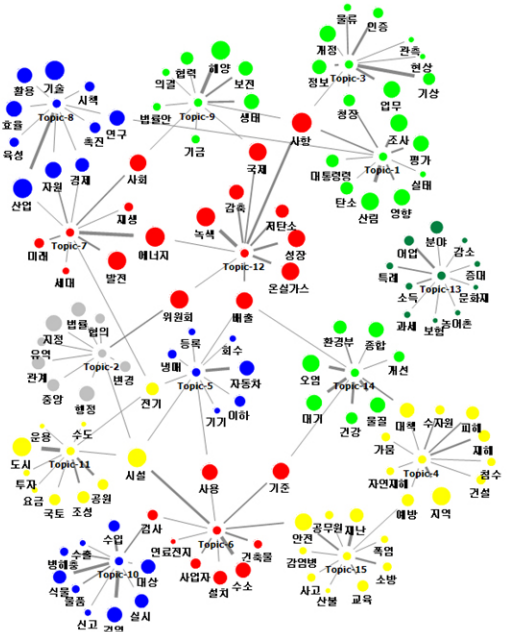 물류
인증
개정
관측
현상
정보
Topic-3
기상
해양
협력
보전
의결
법률안
Topic-9
생태
기금
기술
활용
시책
효율
Topic-8
연구
촉진
육성
자원
경제
산업
청장
업무
사항
조사
평가
Topic-1
대통령령
실태
탄소
산림
영향
사회
국제
재생
Topic-7
미래
에너지
세대
발전
감축
녹색
저탄소
성장
Topic-12
온실가스
분야
어업
감소
특례
증대
Topic-13
소득
문화재
과세
보험
농어촌
위원회
배출
법률
협의
지정
유역
Topic-2
관계
변경
중앙
행정
등록
회수
냉매
Topic-5
자동차
기기
이하
전기
환경부
종합
오염
개선
Topic-14
대기
건강
물질
운용
수도
도시
Topic-11
투자
요금
국토
조성
공원
시설
대책
수자원
피해
가뭄
재해
Topic-4
자연재해
침수
건설
예방
지역
사용
기준
검사
Topic-6
연료전지
건축물
사업자
설치
수소
수입
수출
병해충
Topic-10
대상
식물
물품
신고
실시
검역
안전
공무원
재난
감염병
폭염
Topic-15
사고
소방
산불
교육